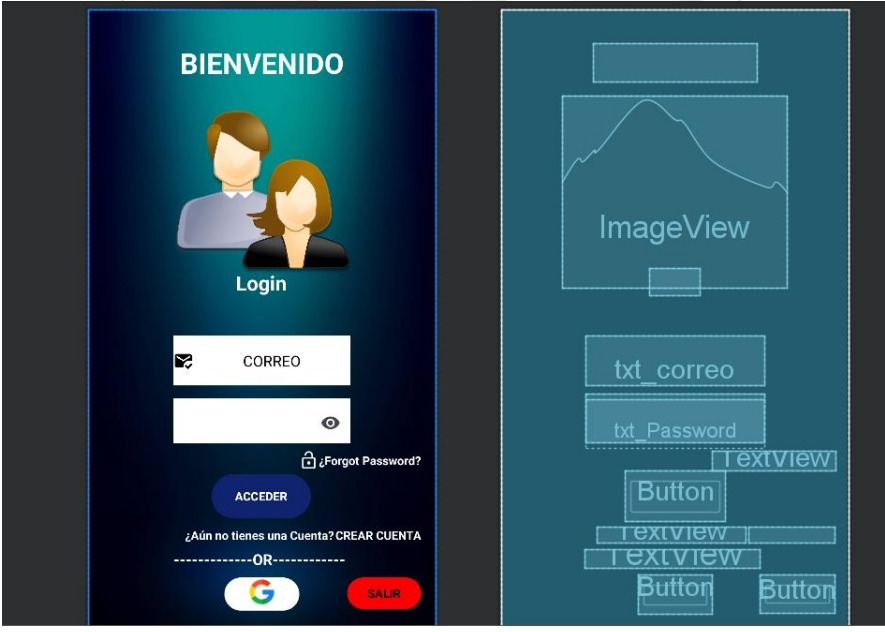 BIENVENIDO
Login
CORREO
¿Forgot Password?
ACCEDER
¿Aún no tienes una Cuenta? CREAR CUENTA
------------OR------------
SALIR
ImageView
txt_correo
txt_Password
TextView
Button
TextView
TextView
Button
Button